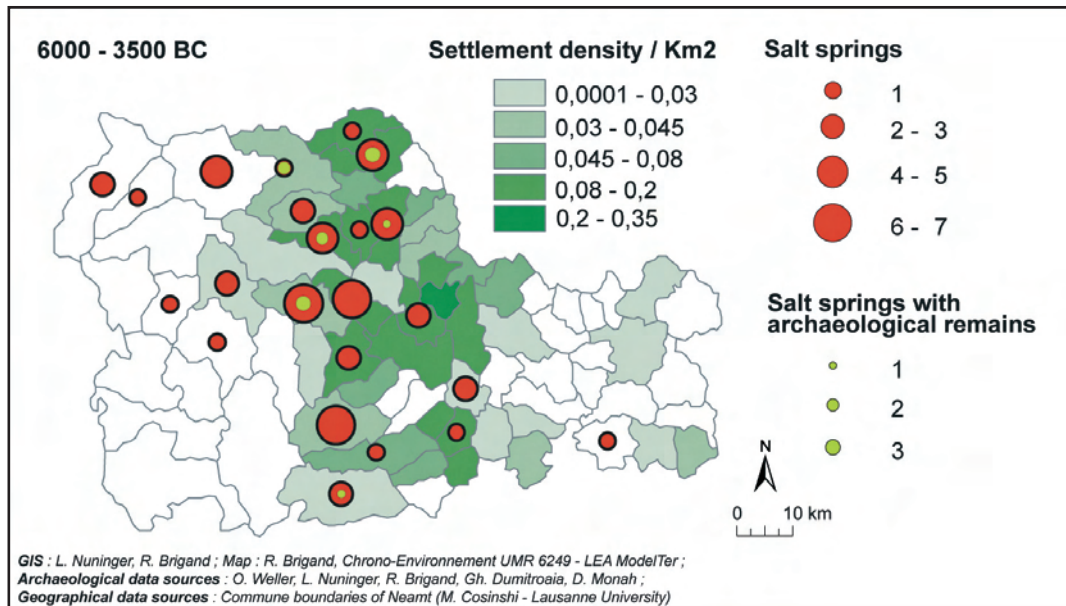 6000 - 3500 BC
Settlement density / Km2
0,0001 - 0,03
0,03 - 0,045
0,045 - 0,08
0,08 - 0,2
0,2 - 0,35
Salt springs
1
2 - 3
4 - 5
6 - 7
Salt springs with
archaeological remains
1
2
3
N
0 10 km
GIS : L. Nuninger, R. Brigand ; Map : R. Brigand, Chrono-Environnement UMR 6249 - LEA ModelTer ;
Archaeological data sources : O. Weller, L. Nuninger, R. Brigand, Gh. Dumitroaia, D. Monah ;
Geographical data sources : Commune boundaries of Neamt (M. Cosinshi - Lausanne University)